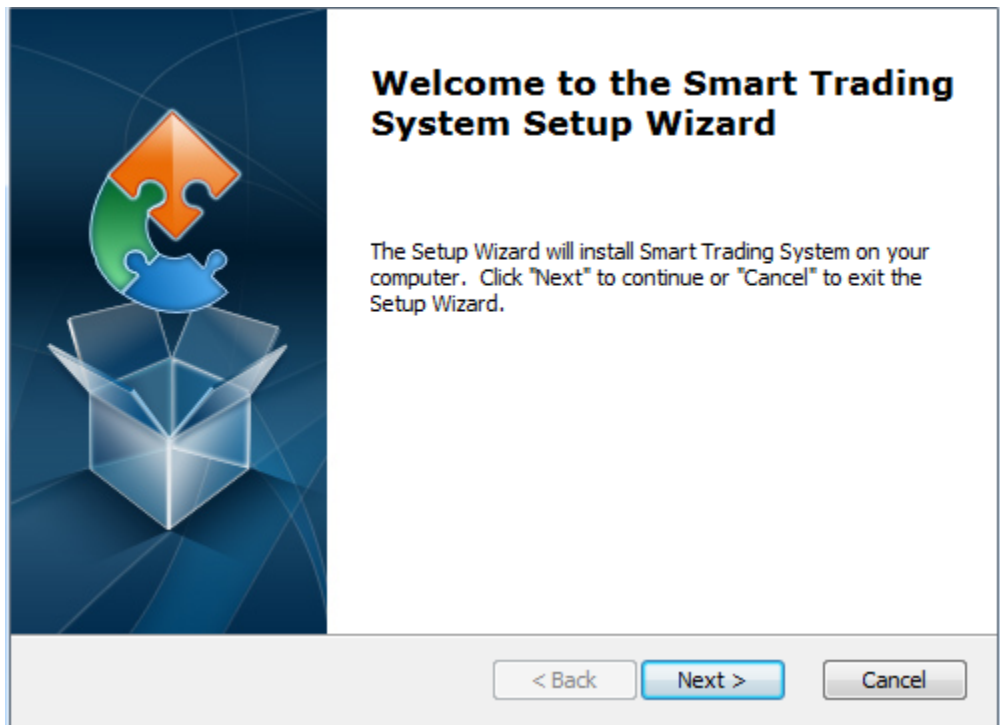 Welcome to the Smart Trading
System Setup Wizard
The Setup Wizard will install Smart Trading System on your
computer.  Click "Next" to continue or "Cancel" to exit the
Setup Wizard.
< Back
Next >
Cancel